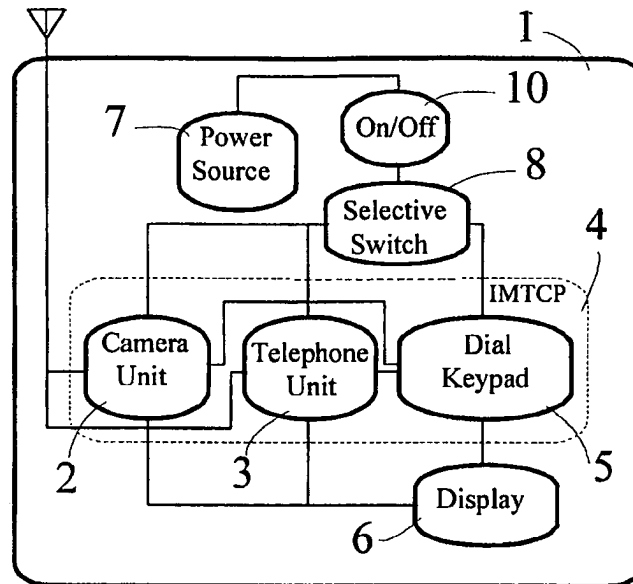 1
10
On/Off
7
Power
Source
8
Selective
Switch
4
IMTCP
Camera
Unit
Telephone
Unit
Dial
Keypad
2
3
5
Display
6